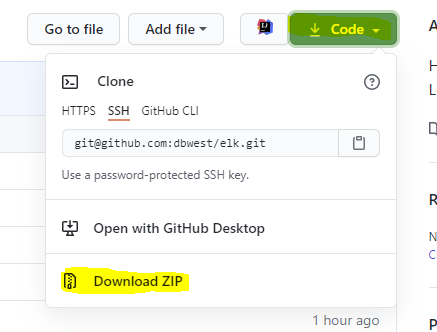 Go to file
Add file
Code
Clone
HTTPS SSH GitHub CLI
git@github.com:dbwest/elk.git
Use a password-protected SSH key.
Open with GitHub Desktop
Download ZIP
1 hour ago